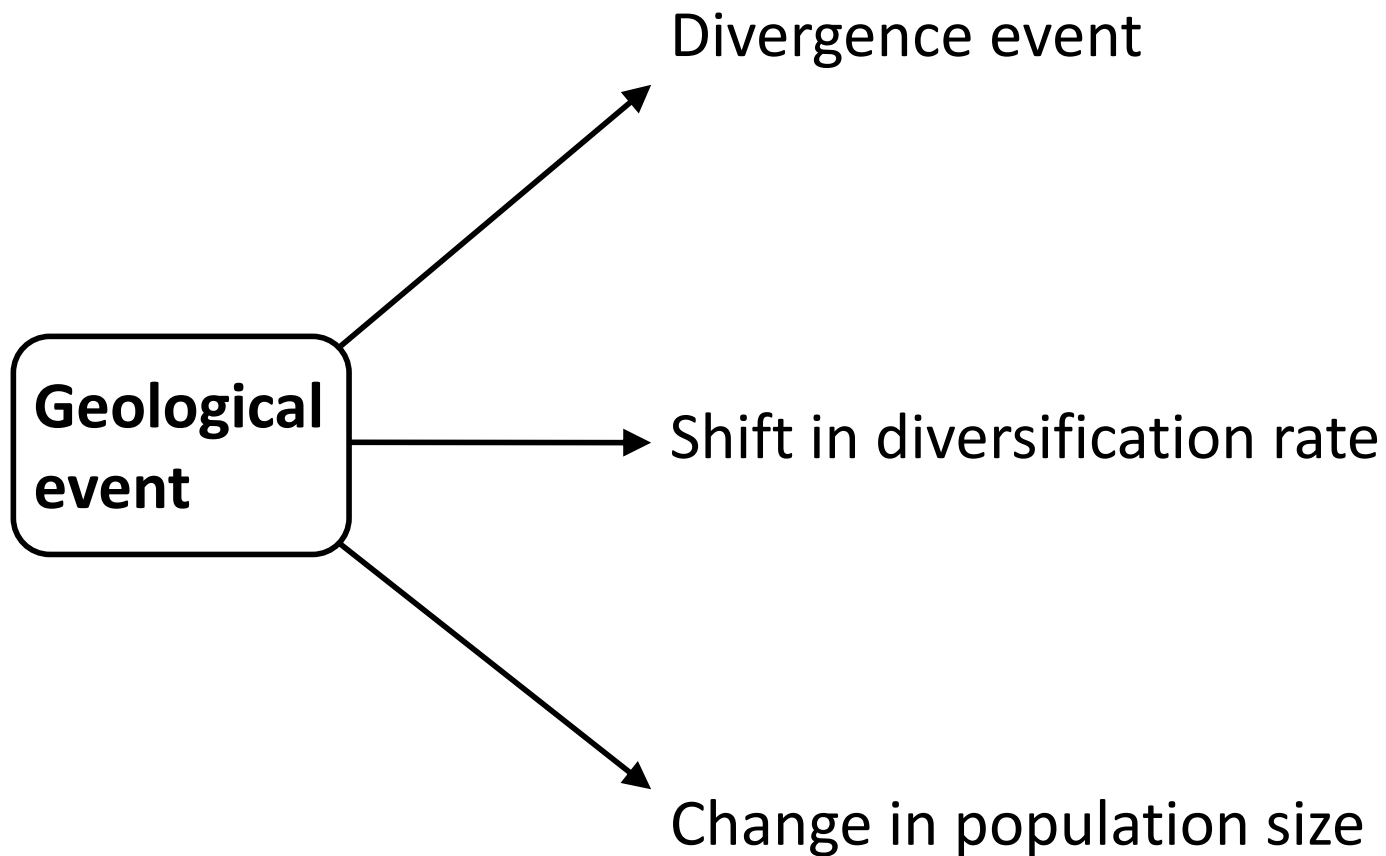 Divergence event
Geological
event
Shift in diversification rate
Change in population size